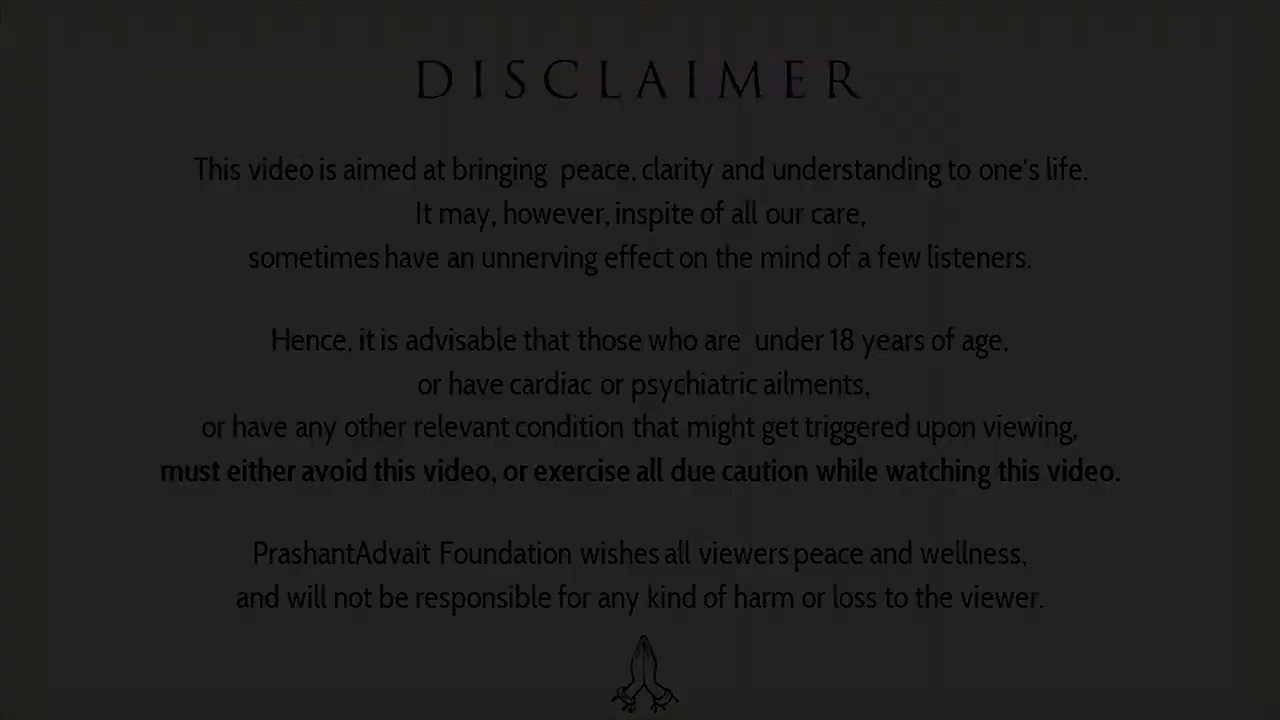 DISCLAIMER
This video is aimed at bringing peace, clarity and understanding to one's life.
It may, however, inspite of all our care,
sometimes have an unnerving effect on the mind of a few listeners.
Hence, it is advisable that those who are under 18 years of age,
or have cardiac or psychiatric ailments,
or have any other relevant condition that might get triggered upon viewing,
must either avoid this video, or exercise all due caution while watching this video.
PrashantAdvait Foundation wishes all viewers peace and wellness,
and will not be responsible for any kind of harm or loss to the viewer.